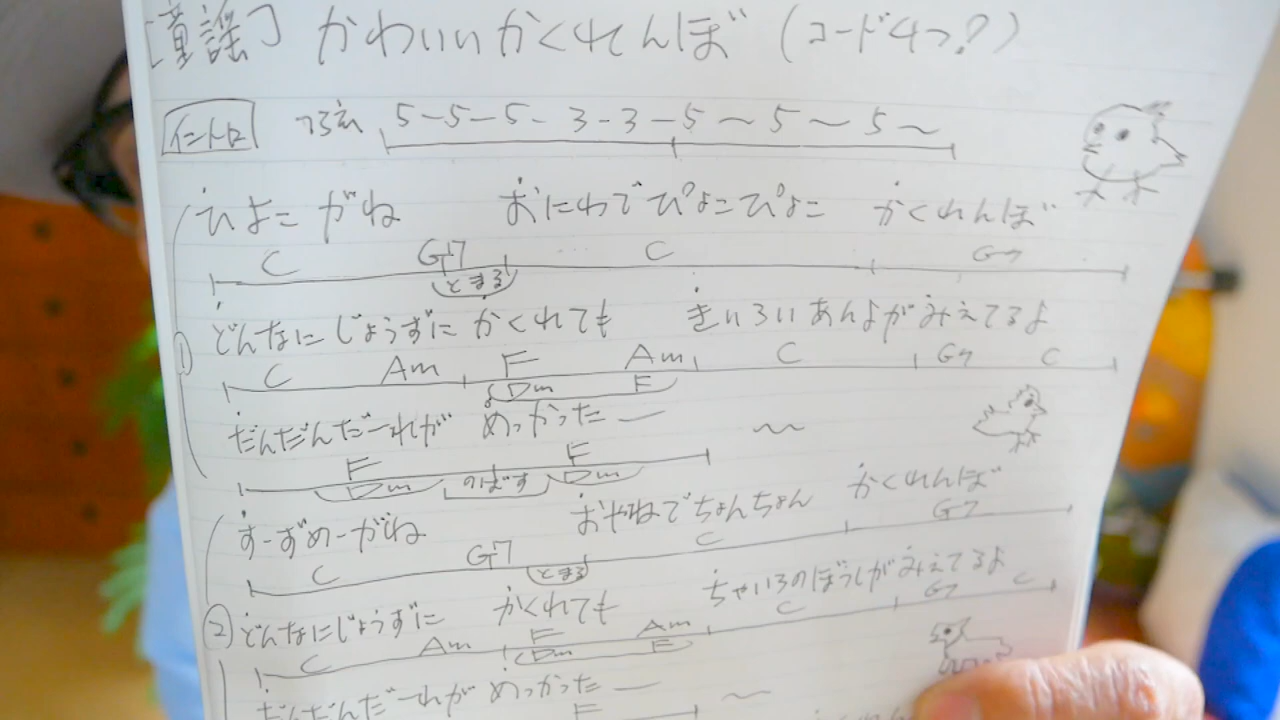 [童謡] かわいいかくれんぼ (コード4つ?)
イントロ つる玄 5-5-5-3-3-5〜5〜5〜
ひよこがね おにわでぴょこぴょこ かくれんぼ
C G7 C G7
とまる
① どんなにじょうずにかくれても きいろいあんよがみえてるよ
C Am F Am C G7 C
Dm F
だんだんだーれが めっかったー 〜
F F
Dm のばす Dm
すーずめーがね おやねでちょんちょん かくれんぼ
C G7 C G7
とまる
② どんなにじょうずに かくれても ちゃいろのぼうしがみえてるよ
C Am F Am C G7 C
Dm F
だんだんだーれが めっかったー 〜
F